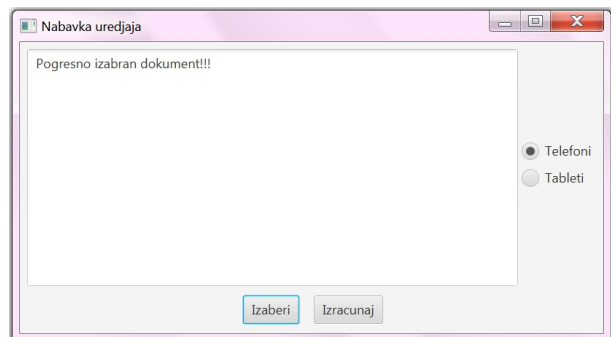 Nabavka uredjaja
Pogresno izabran dokument!!!
Telefoni
Tableti
Izaberi
Izracunaj